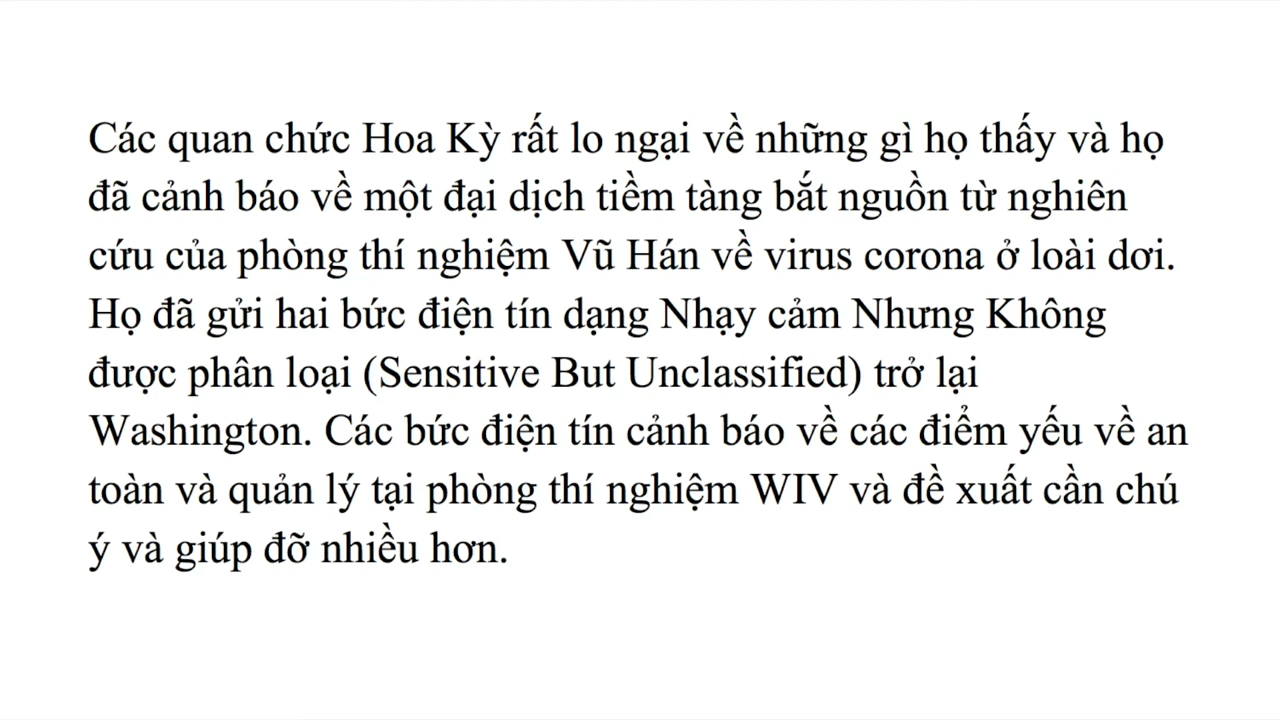 Các quan chức Hoa Kỳ rất lo ngại về những gì họ thấy và họ
đã cảnh báo về một đại dịch tiềm tàng bắt nguồn từ nghiên
cứu của phòng thí nghiệm Vũ Hán về virus corona ở loài dơi.
Họ đã gửi hai bức điện tín dạng Nhạy cảm Nhưng Không
được phân loại (Sensitive But Unclassified) trở lại
Washington. Các bức điện tín cảnh báo về các điểm yếu về an
toàn và quản lý tại phòng thí nghiệm WIV và đề xuất cần chú
ý và giúp đỡ nhiều hơn.